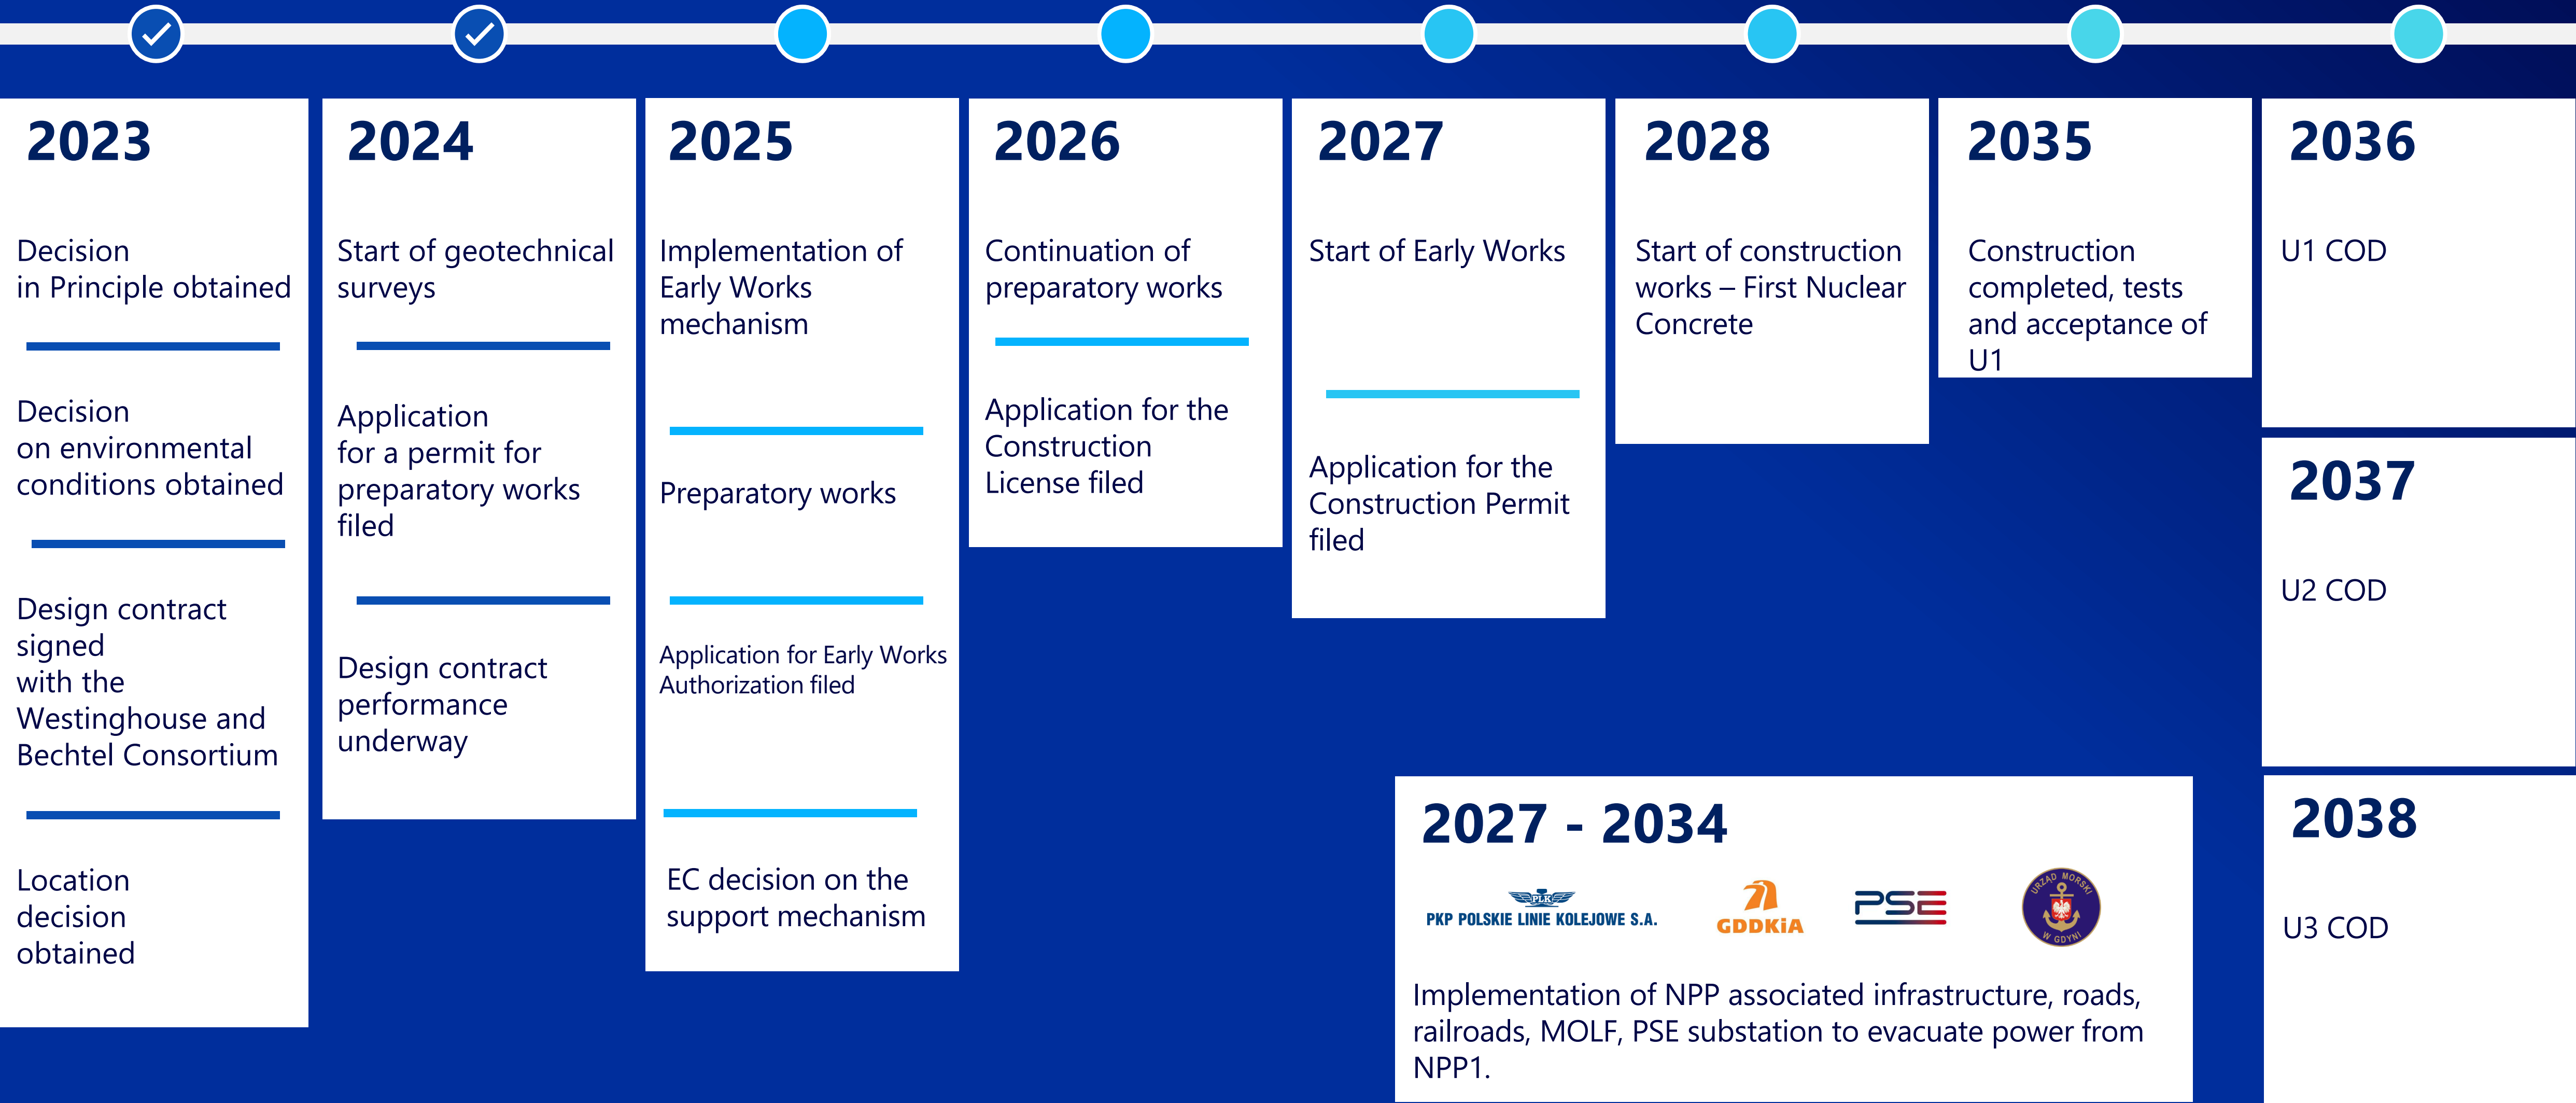 2023
Decision
in Principle obtained
Decision
on environmental
conditions obtained
Design contract
signed
with the
Westinghouse and
Bechtel Consortium
Location
decision
obtained
2024
Start of geotechnical
surveys
Application
for a permit for
preparatory works
filed
Design contract
performance
underway
2025
Implementation of
Early Works
mechanism
Preparatory works
Application for Early Works
Authorization filed
EC decision on the
support mechanism
2026
Continuation of
preparatory works
Application for the
Construction
License filed
2027
Start of Early Works
Application for the
Construction Permit
filed
2028
Start of construction
works – First Nuclear
Concrete
2035
Construction
completed, tests
and acceptance of
U1
2036
U1 COD
2037
U2 COD
2038
U3 COD
2027 - 2034
PLK
PKP POLSKIE LINIE KOLEJOWE S.A.
GDDKiA
PSE
URZĄD MORSKI
W GDYNI
Implementation of NPP associated infrastructure, roads,
railroads, MOLF, PSE substation to evacuate power from
NPP1.